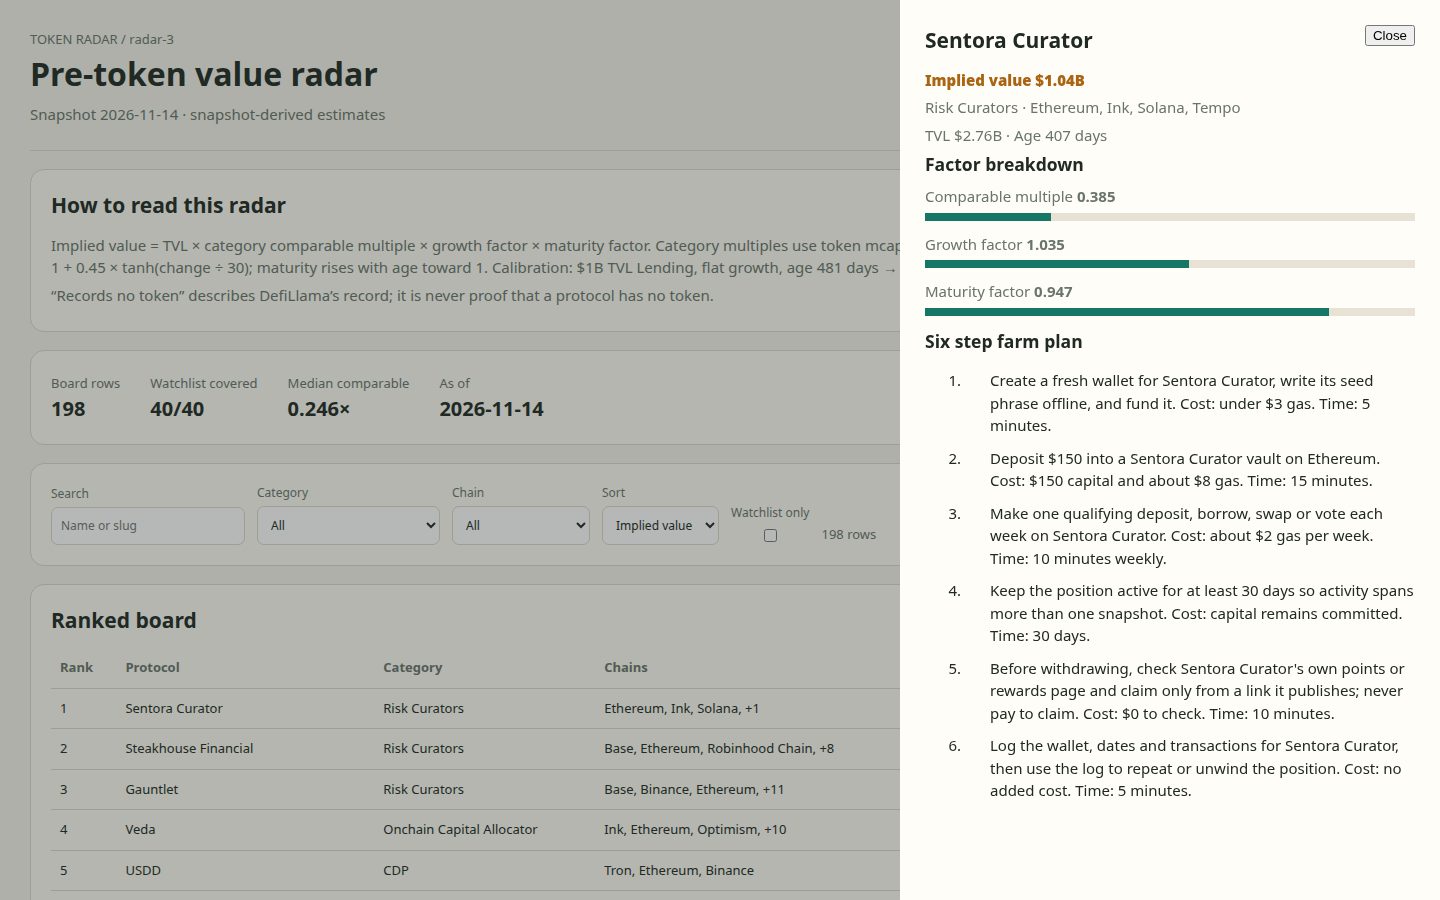 TOKEN RADAR / radar-3
Pre-token value radar
Snapshot 2026-11-14 · snapshot-derived estimates
How to read this radar
Implied value = TVL × category comparable multiple × growth factor × maturity factor. Category multiples use token mcap
1 + 0.45 × tanh(change ÷ 30); maturity rises with age toward 1. Calibration: $1B TVL Lending, flat growth, age 481 days →
“Records no token” describes DefiLlama’s record; it is never proof that a protocol has no token.
Board rows
198
Watchlist covered
40/40
Median comparable
0.246×
As of
2026-11-14
Search
Name or slug
Category
All
Chain
All
Sort
Implied value
Watchlist only
198 rows
Ranked board
Rank Protocol Category Chains
1 Sentora Curator Risk Curators Ethereum, Ink, Solana, +1
2 Steakhouse Financial Risk Curators Base, Ethereum, Robinhood Chain, +8
3 Gauntlet Risk Curators Base, Binance, Ethereum, +11
4 Veda Onchain Capital Allocator Ink, Ethereum, Optimism, +10
5 USDD CDP Tron, Ethereum, Binance
Sentora Curator
Close
Implied value $1.04B
Risk Curators · Ethereum, Ink, Solana, Tempo
TVL $2.76B · Age 407 days
Factor breakdown
Comparable multiple 0.385
Growth factor 1.035
Maturity factor 0.947
Six step farm plan
1. Create a fresh wallet for Sentora Curator, write its seed
phrase offline, and fund it. Cost: under $3 gas. Time: 5
minutes.
2. Deposit $150 into a Sentora Curator vault on Ethereum.
Cost: $150 capital and about $8 gas. Time: 15 minutes.
3. Make one qualifying deposit, borrow, swap or vote each
week on Sentora Curator. Cost: about $2 gas per week.
Time: 10 minutes weekly.
4. Keep the position active for at least 30 days so activity spans
more than one snapshot. Cost: capital remains committed.
Time: 30 days.
5. Before withdrawing, check Sentora Curator's own points or
rewards page and claim only from a link it publishes; never
pay to claim. Cost: $0 to check. Time: 10 minutes.
6. Log the wallet, dates and transactions for Sentora Curator,
then use the log to repeat or unwind the position. Cost: no
added cost. Time: 5 minutes.